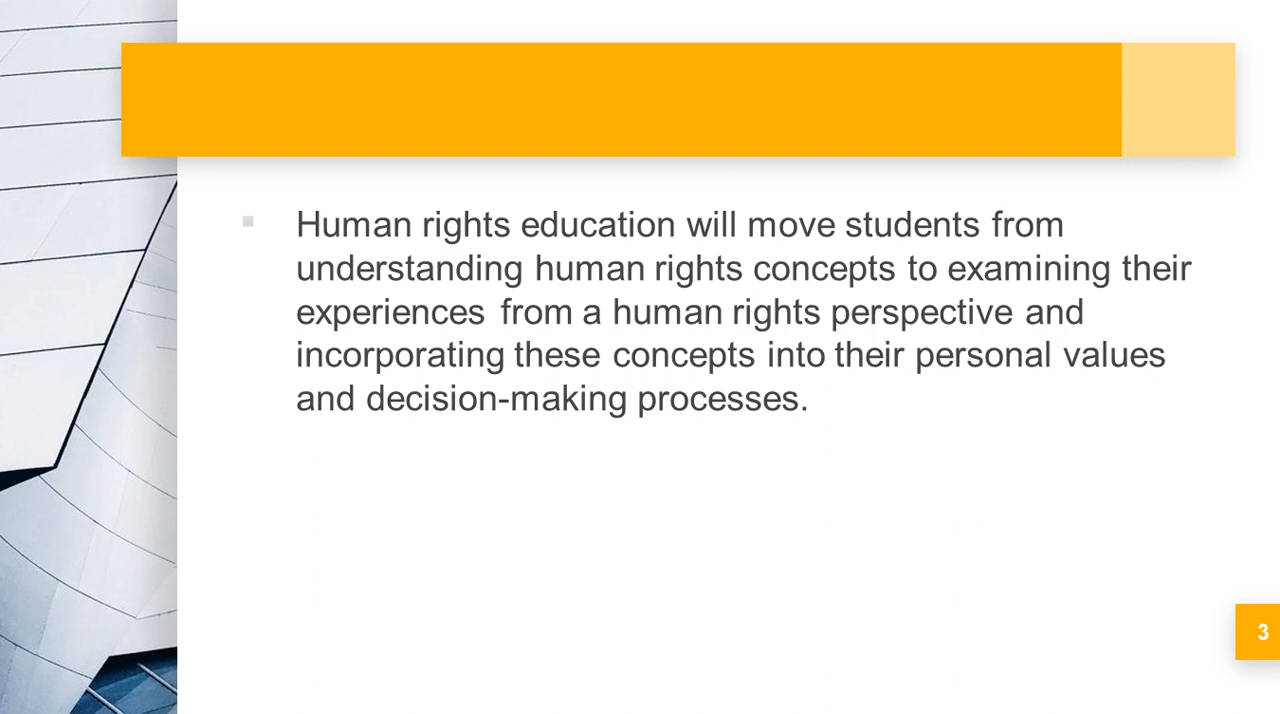 Human rights education will move students from
understanding human rights concepts to examining their
experiences from a human rights perspective and
incorporating these concepts into their personal values
and decision-making processes.
3